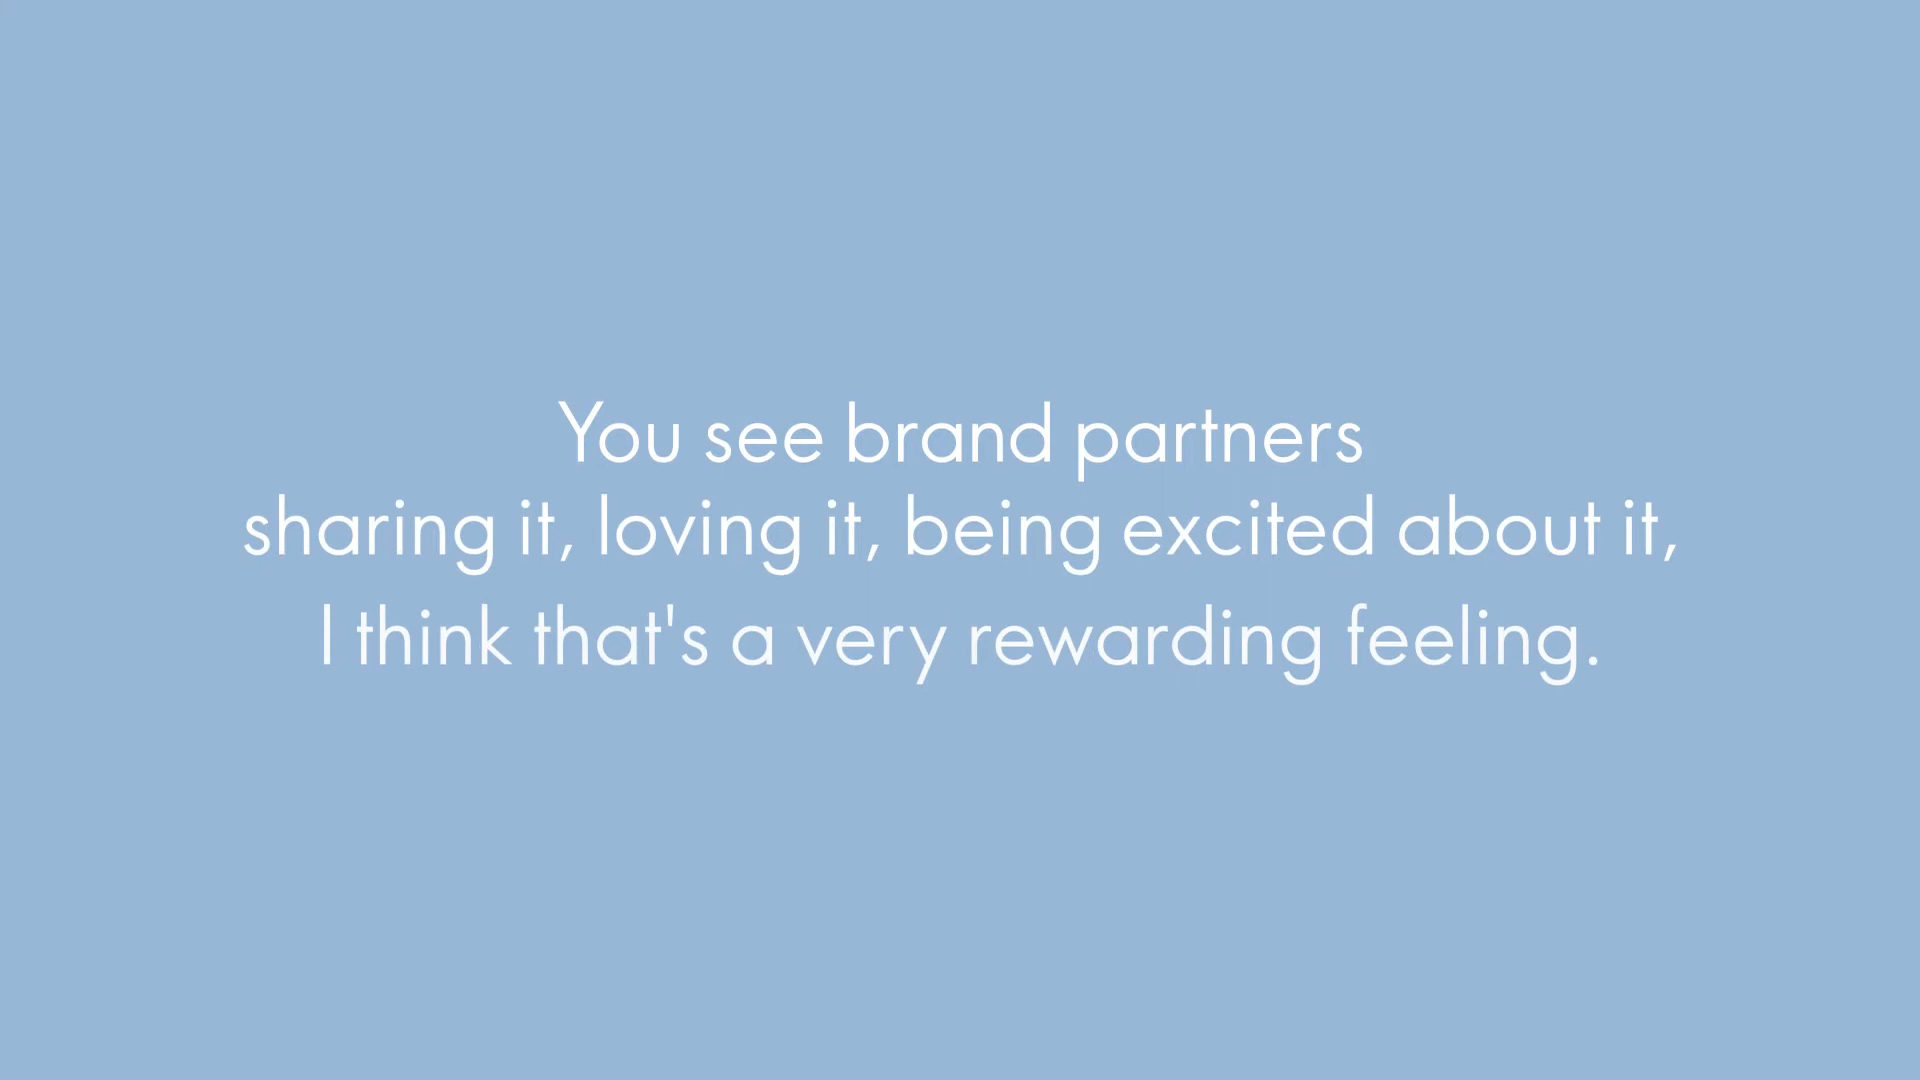 You see brand partners
sharing it, loving it, being excited about it,
I think that's a very rewarding feeling.